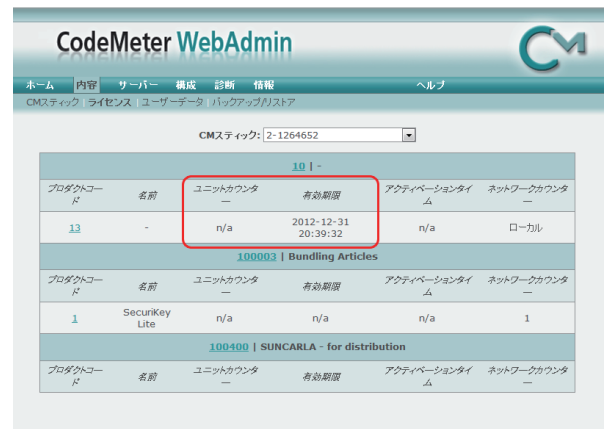 CodeMeter WebAdmin
CM
ホーム 内容 サーバー 構成 診断 情報 ヘルプ
CMスティック | ライセンス | ユーザーデータ | バックアップ/リストア
CMスティック: 2-1264652
10 | -
プロダクトコード 名前 ユニットカウンター 有効期限 アクティベーションタイム ネットワークカウンター
13 - n/a 2012-12-31 20:39:32 n/a ローカル
100003 | Bundling Articles
プロダクトコード 名前 ユニットカウンター 有効期限 アクティベーションタイム ネットワークカウンター
1 SecuriKey Lite n/a n/a n/a 1
100400 | SUNCARLA - for distribution
プロダクトコード 名前 ユニットカウンター 有効期限 アクティベーションタイム ネットワークカウンター